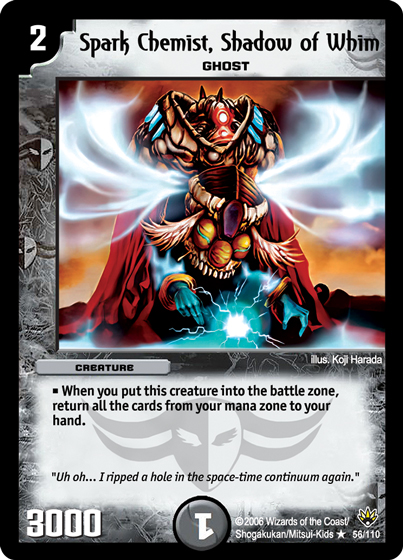 2
Spark Chemist, Shadow of Whim
GHOST
illus. Koji Harada
CREATURE
■ When you put this creature into the battle zone,
return all the cards from your mana zone to your
hand.
"Uh oh... I ripped a hole in the space-time continuum again."
3000
1
©2006 Wizards of the Coast/
Shogakukan/Mitsui-Kids ★ 56/110